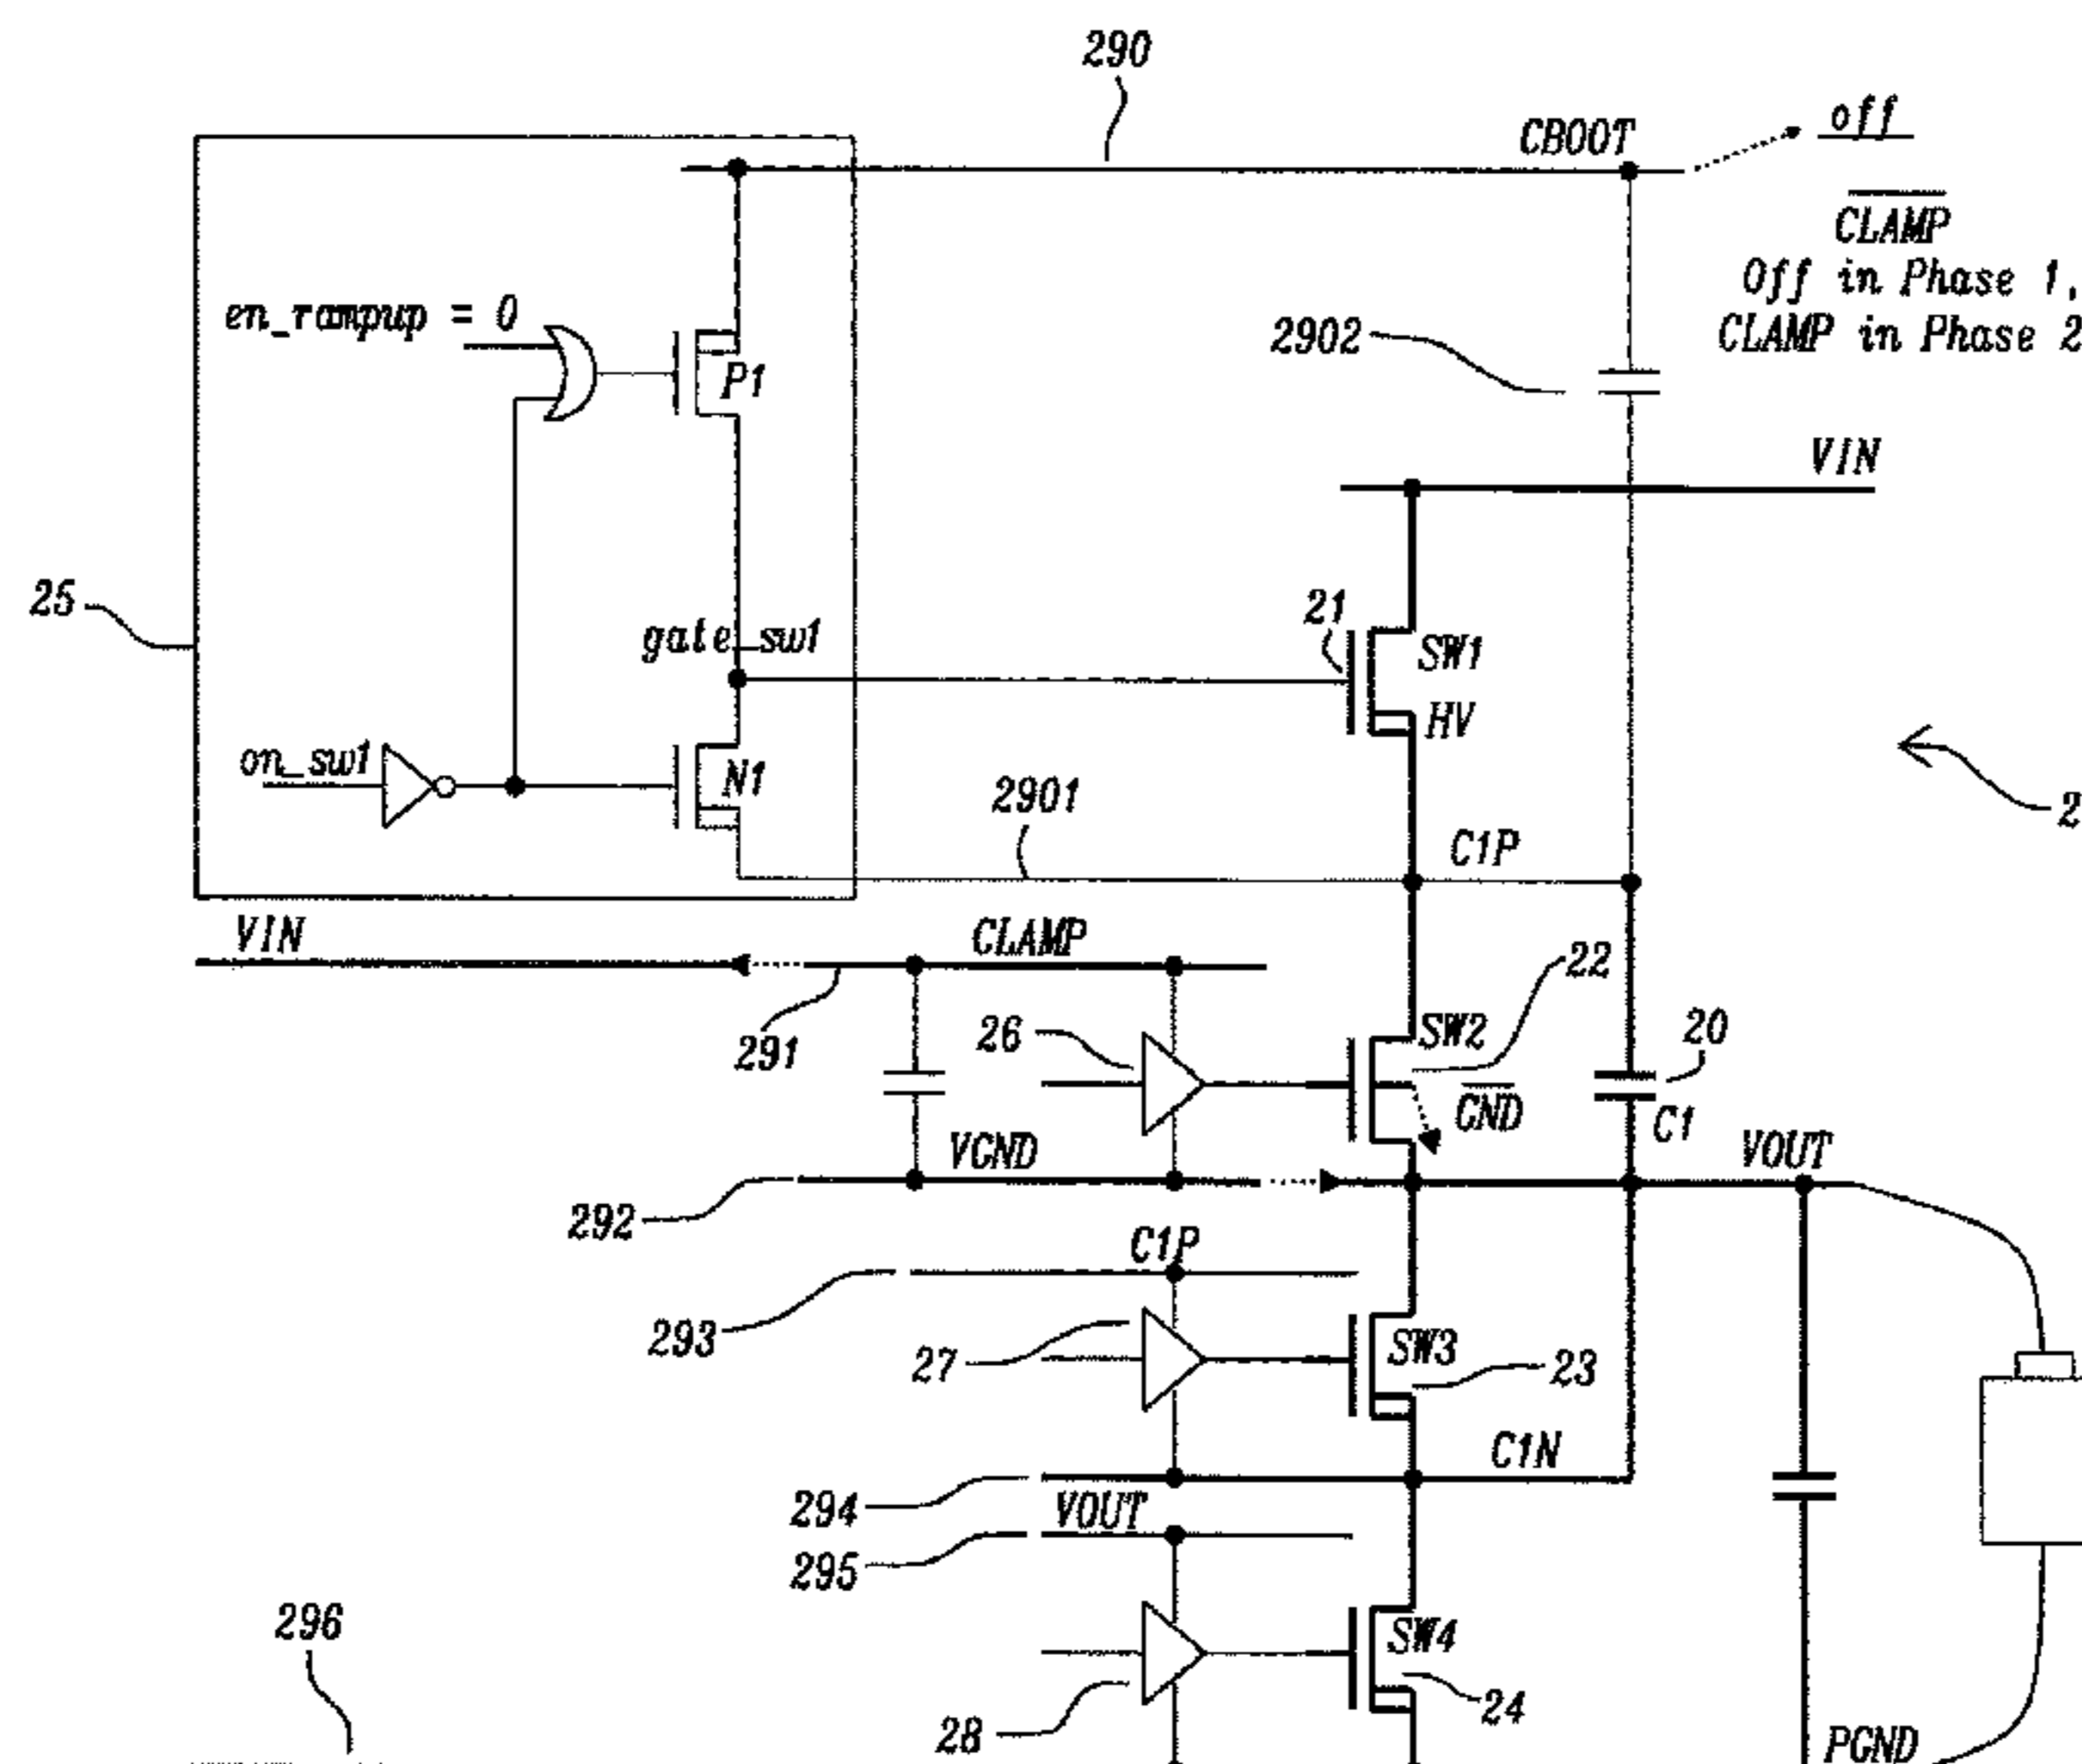 290
CBOOT
off
CLAMP
Off in Phase 1,
CLAMP in Phase 2
en_rampup = 0
P1
2902
VIN
25
gate_sw1
21
SW1
HV
on_sw1
N1
2901
C1P
2
VIN
CLAMP
22
291
26
SW2
20
GND
C1
VGND
VOUT
292
C1P
293
27
SW3
23
C1N
294
VOUT
295
296
SW4
24
28
PGND